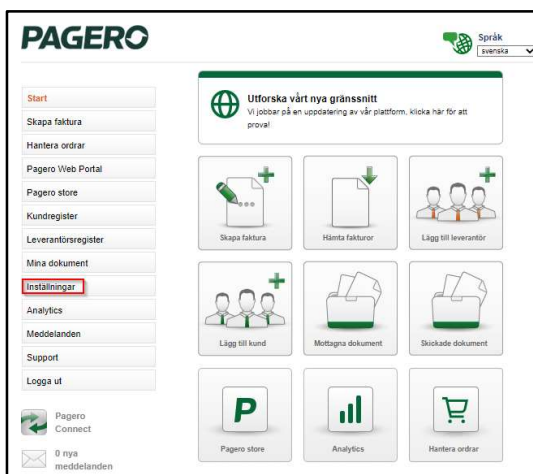 PAGERO
Språk
svenska
Start
Skapa faktura
Hantera ordrar
Pagero Web Portal
Pagero store
Kundregister
Leverantörsregister
Mina dokument
Inställningar
Analytics
Meddelanden
Support
Logga ut
Pagero
Connect
0 nya
meddelanden
Utforska vårt nya gränssnitt
Vi jobbar på en uppdatering av vår plattform, klicka här för att
prova!
Skapa faktura
Hämta fakturor
Lägg till leverantör
Lägg till kund
Mottagna dokument
Skickade dokument
P
Pagero store
Analytics
Hantera ordrar